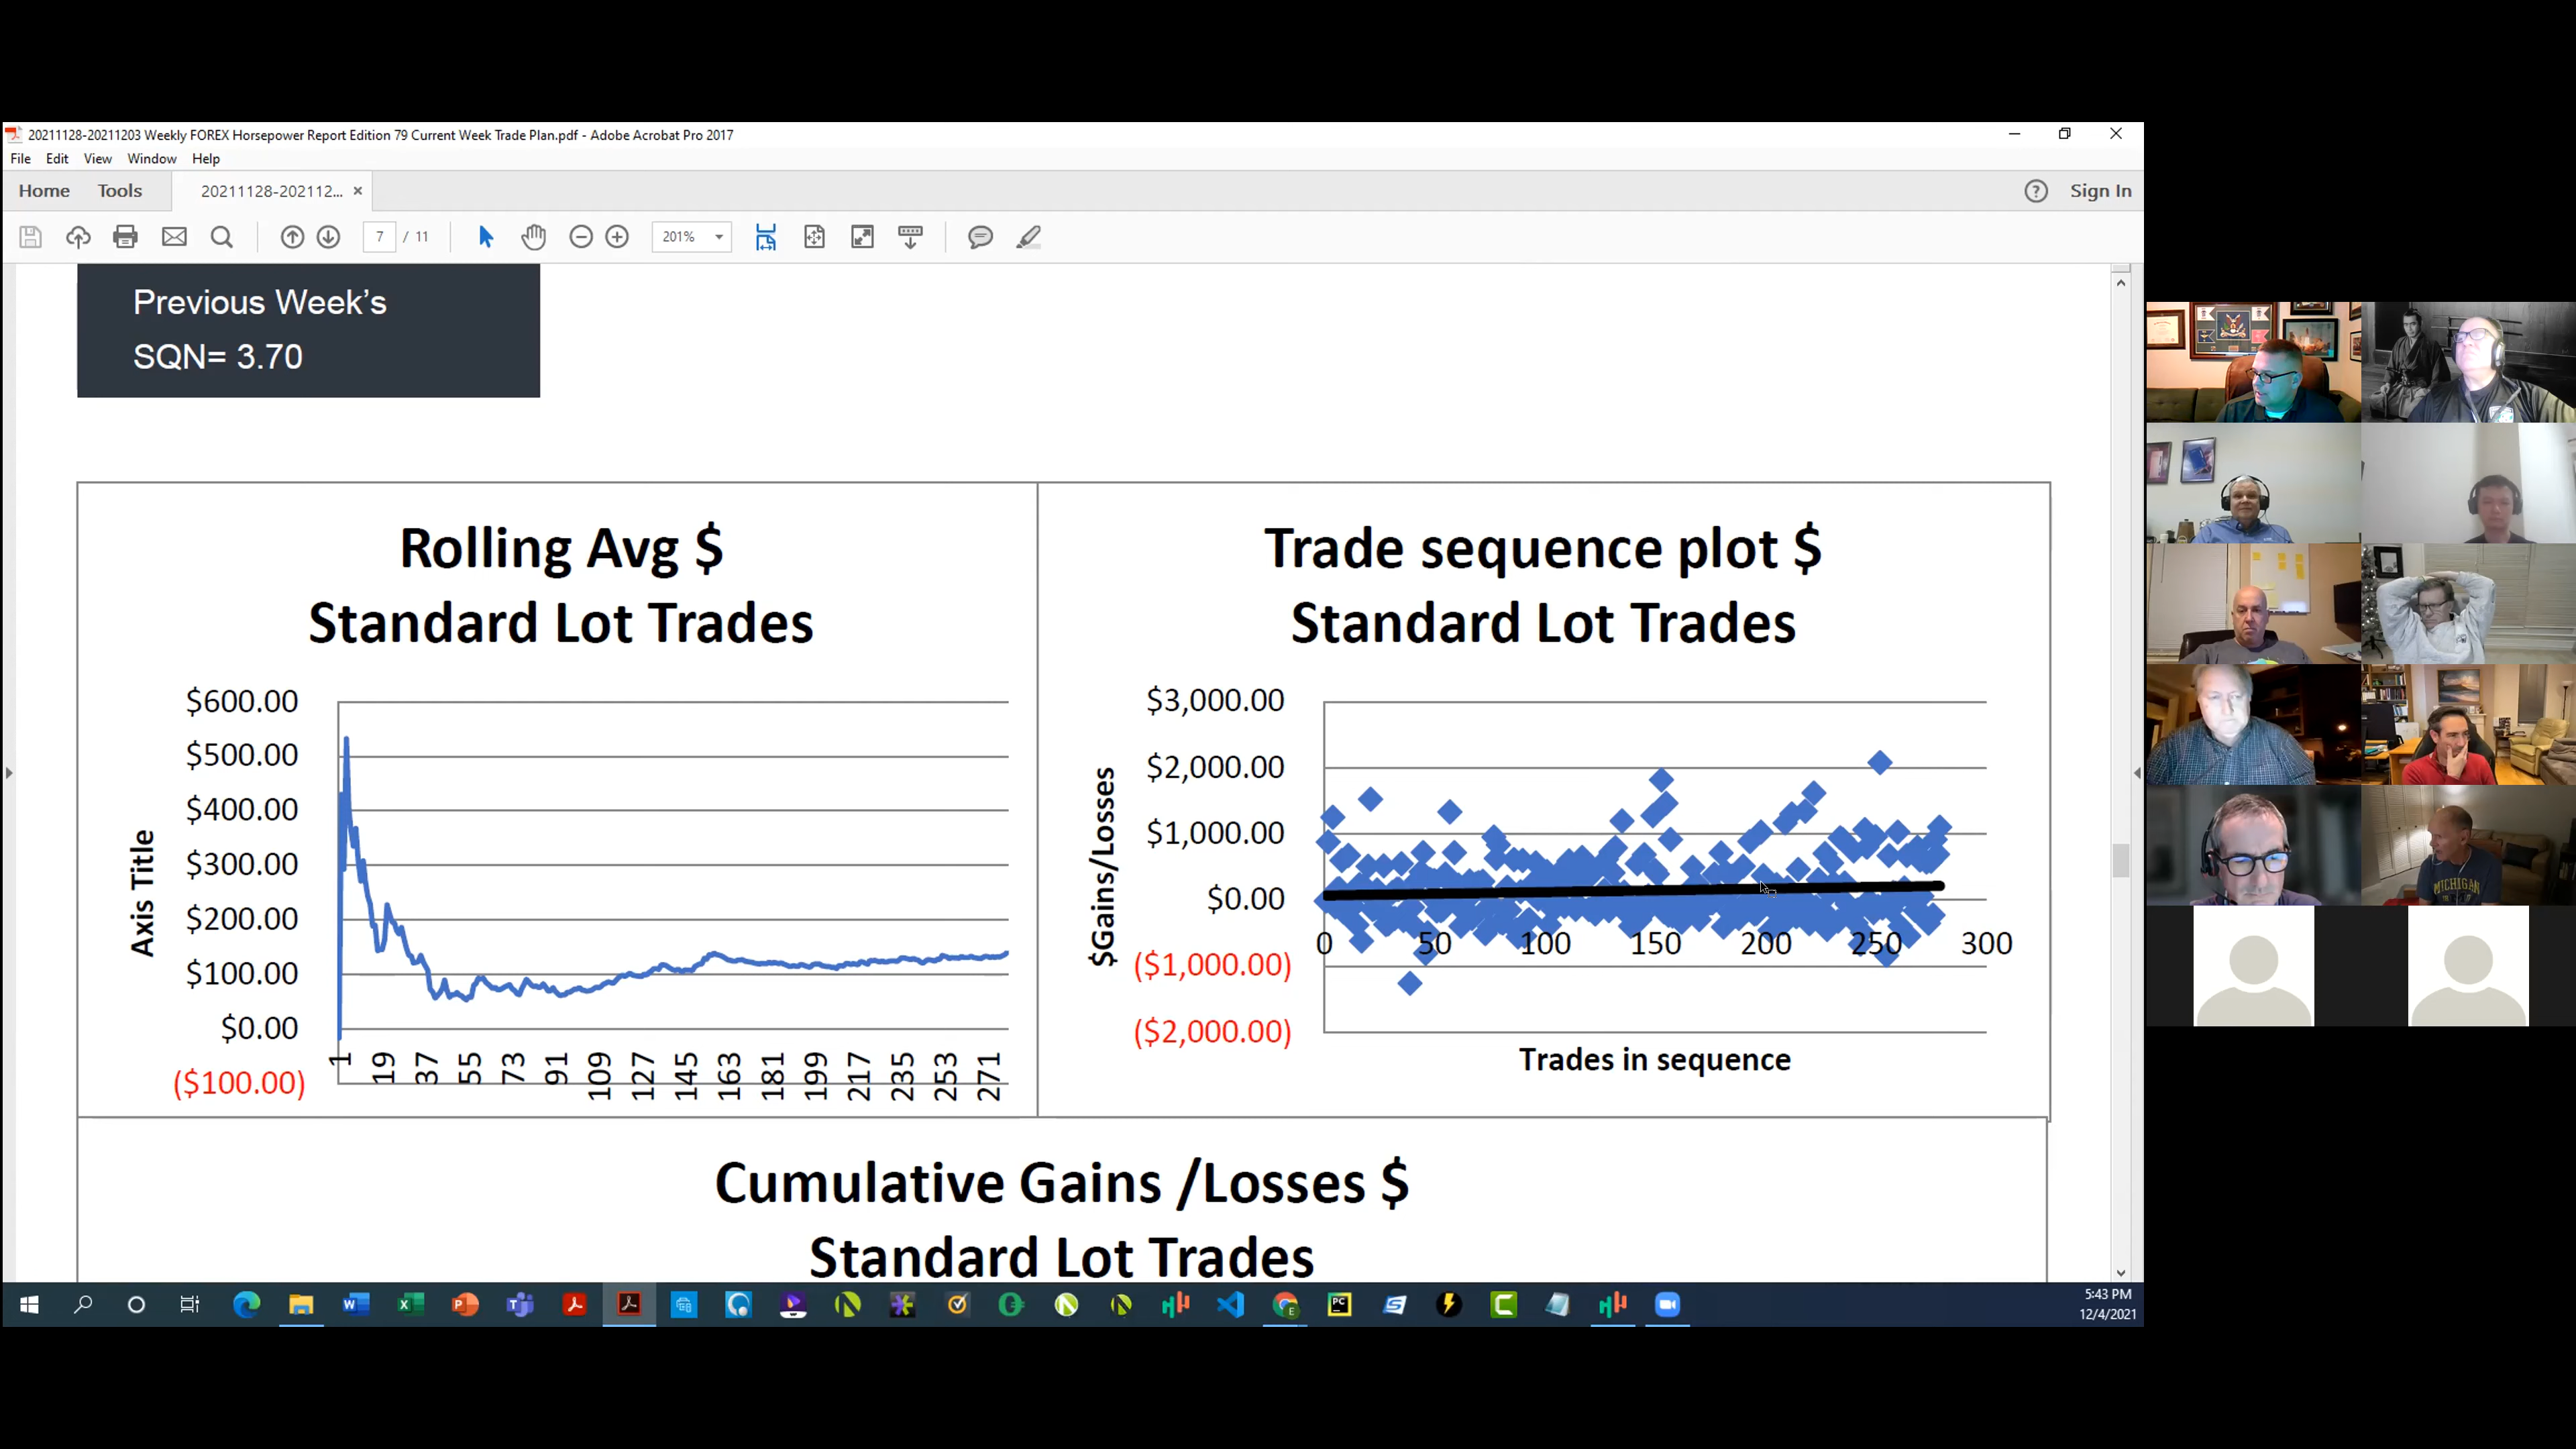 20211128-20211203 Weekly FOREX Horsepower Report Edition 79 Current Week Trade Plan.pdf - Adobe Acrobat Pro 2017
File Edit View Window Help
Home Tools 20211128-202112... × Sign In
7 / 11 201%
Previous Week's
SQN= 3.70
Rolling Avg $
Standard Lot Trades
Axis Title
$600.00
$500.00
$400.00
$300.00
$200.00
$100.00
$0.00
($100.00)
1 19 37 55 73 91 109 127 145 163 181 199 217 235 253 271
Trade sequence plot $
Standard Lot Trades
$Gains/Losses
$3,000.00
$2,000.00
$1,000.00
$0.00
($1,000.00)
($2,000.00)
0 50 100 150 200 250 300
Trades in sequence
Cumulative Gains /Losses $
Standard Lot Trades
MICHIGAN
5:43 PM
12/4/2021